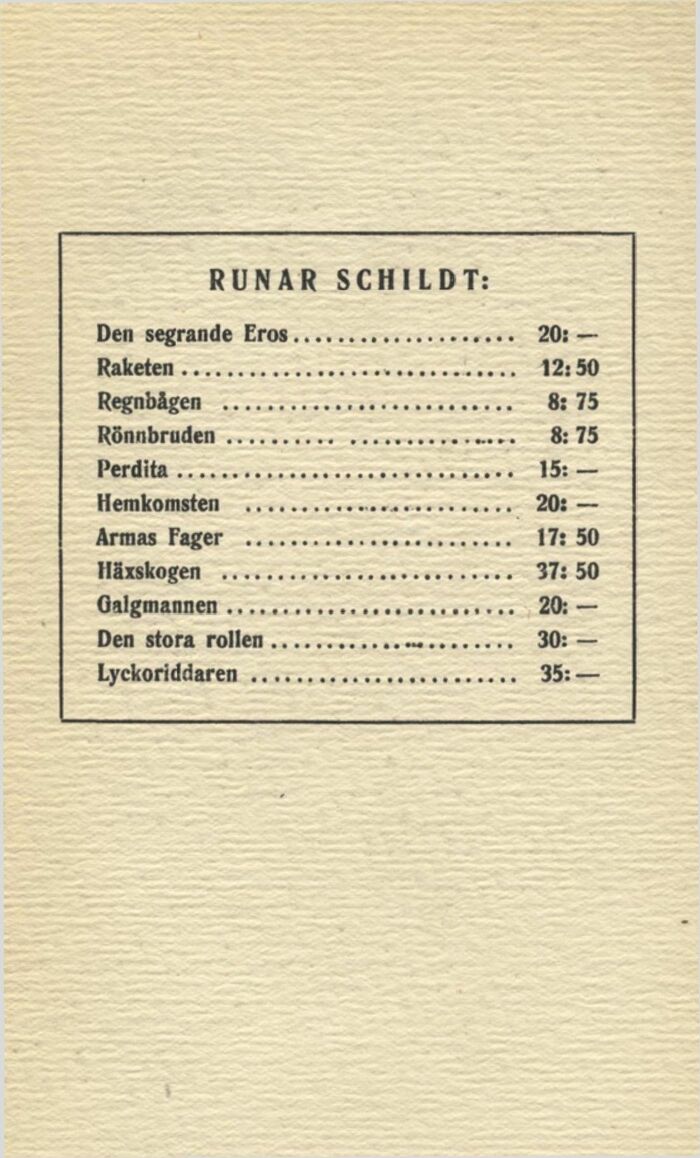 RUNAR SCHILDT:
Den segrande Eros.................... 20: —
Raketen .............................. 12: 50
Regnbågen .......................... 8: 75
Rönnbruden .......... ............... 8: 75
Perdita ............................... 15: —
Hemkomsten ........................ 20: —
Armas Fager ........................ 17: 50
Häxskogen .......................... 37: 50
Galgmannen .......................... 20: —
Den stora rollen ...................... 30: —
Lyckoriddaren ........................ 35: —